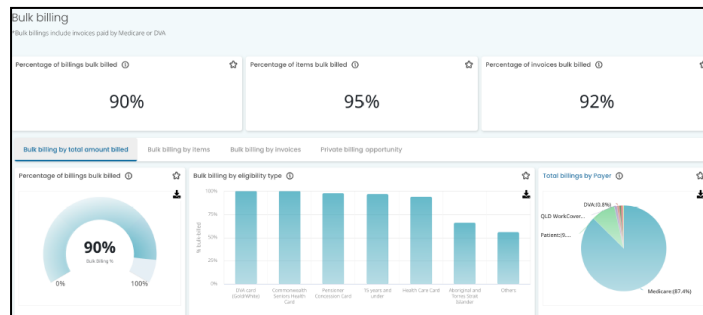 Bulk billing
*Bulk billings include invoices paid by Medicare or DVA
Percentage of billings bulk billed
90%
Percentage of items bulk billed
95%
Percentage of invoices bulk billed
92%
Bulk billing by total amount billed
Bulk billing by items
Bulk billing by invoices
Private billing opportunity
Percentage of billings bulk billed
90%
Bulk Billing %
0%
100%
Bulk billing by eligibility type
% bulk-billed
100%
75%
50%
25%
0%
DVA card
(Gold/White)
Commonwealth
Seniors Health
Card
Pensioner
Concession Card
15 years and
under
Health Care Card
Aboriginal and
Torres Strait
Islander
Others
Total billings by Payer
DVA:(0.8%)
QLD WorkCover...
Patient:(9....
Medicare:(87.4%)